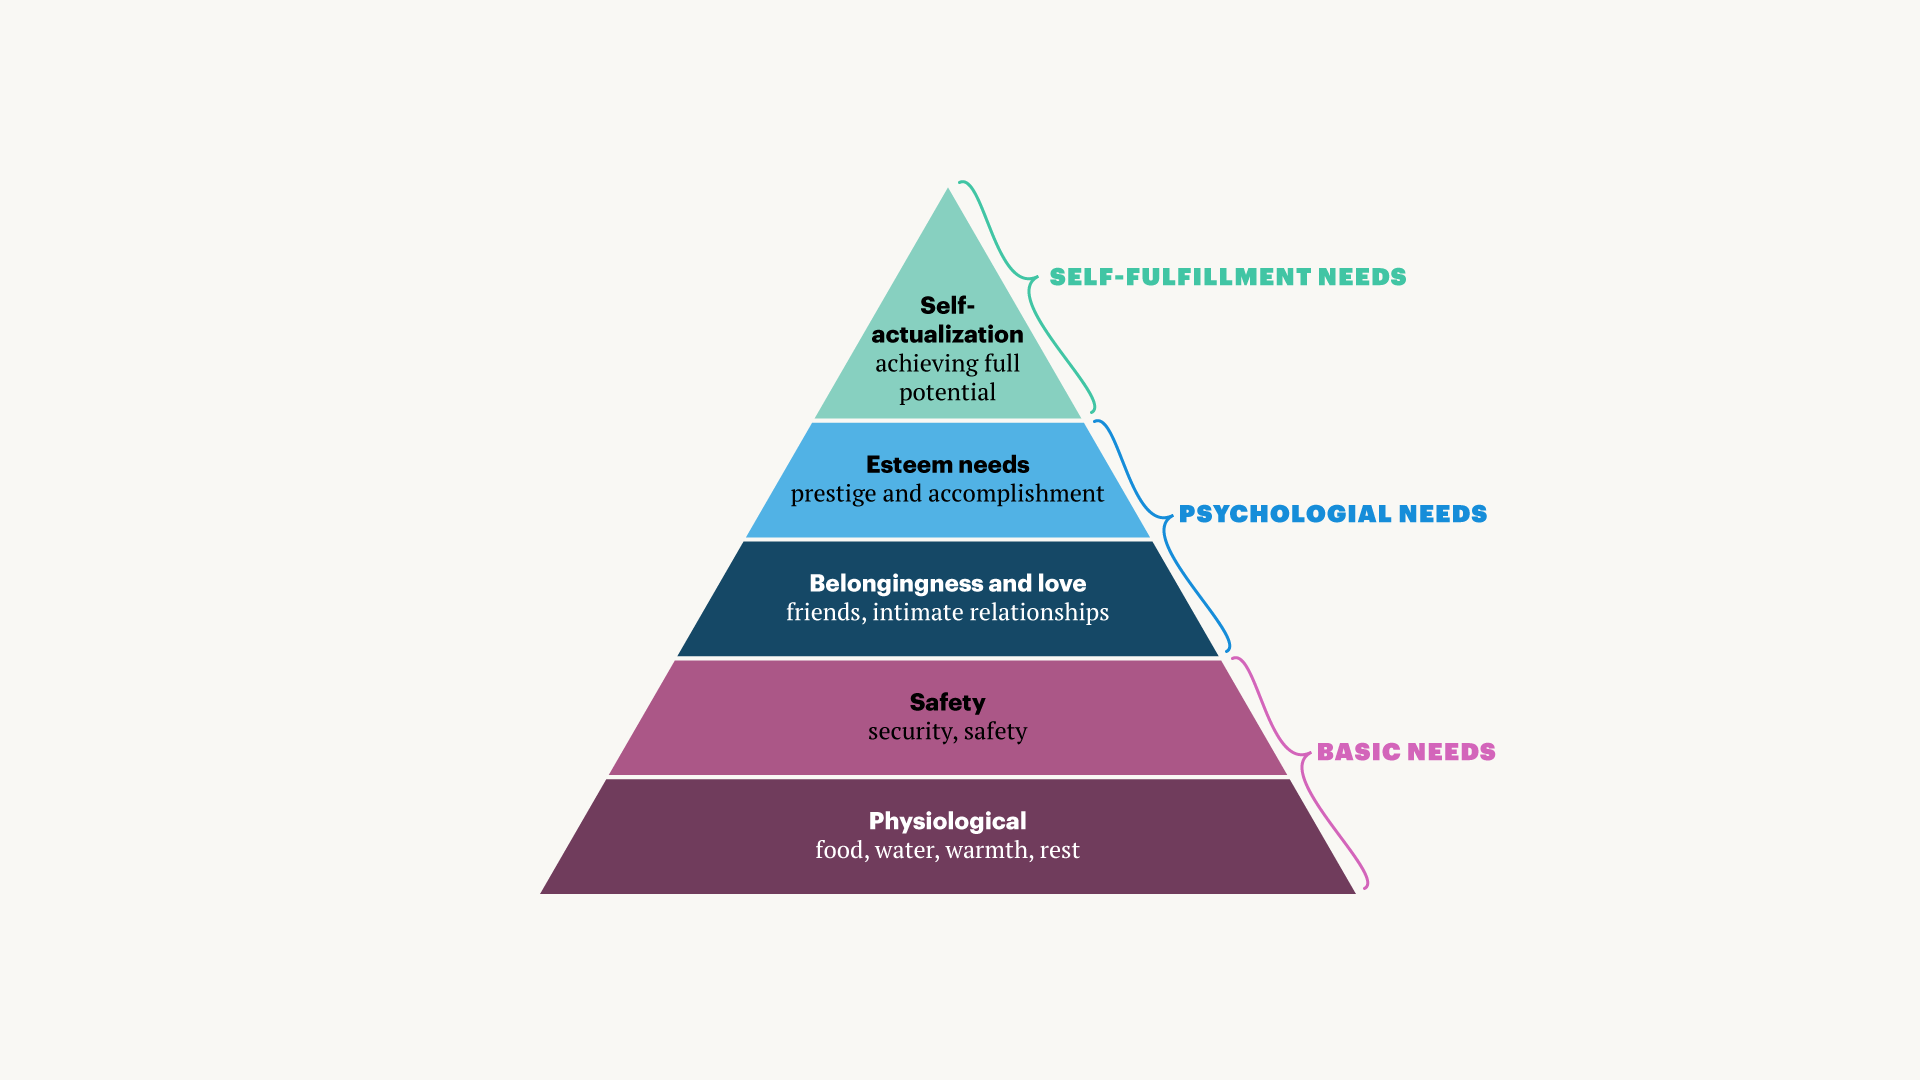 SELF-FULFILLMENT NEEDS
Self-
actualization
achieving full
potential
Esteem needs
prestige and accomplishment
PSYCHOLOGIAL NEEDS
Belongingness and love
friends, intimate relationships
Safety
security, safety
BASIC NEEDS
Physiological
food, water, warmth, rest